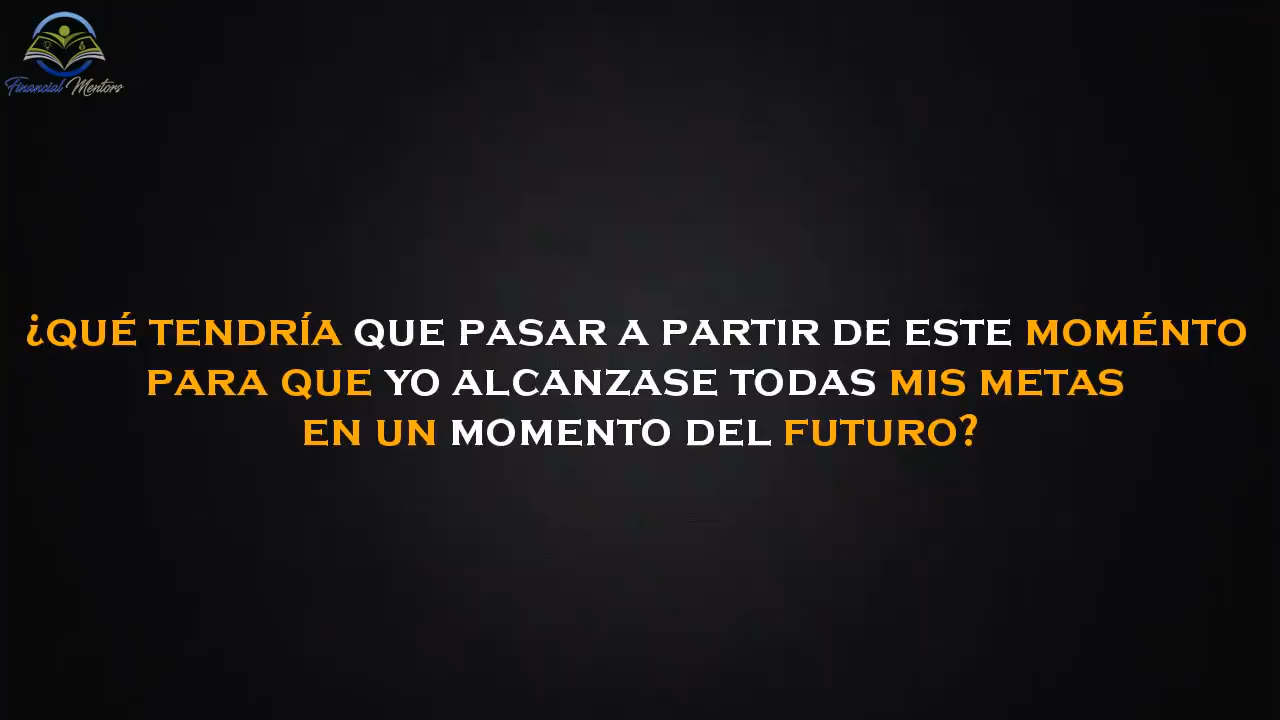 Financial Mentors
¿QUÉ TENDRÍA QUE PASAR A PARTIR DE ESTE MOMÉNTO
PARA QUE YO ALCANZASE TODAS MIS METAS
EN UN MOMENTO DEL FUTURO?